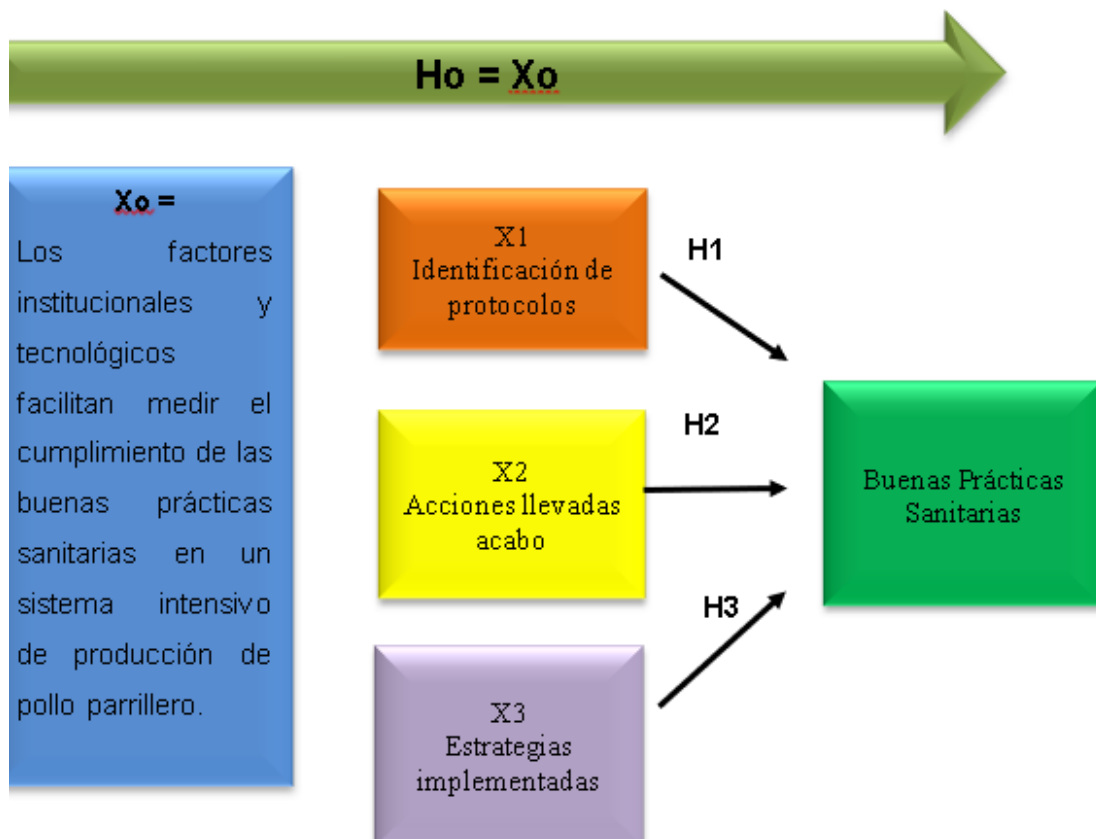 Ho = Xo
Xo =
Los factores
institucionales y
tecnológicos
facilitan medir el
cumplimiento de las
buenas prácticas
sanitarias en un
sistema intensivo
de producción de
pollo parrillero.
X1
Identificación de
protocolos
H1
X2
Acciones llevadas
acabo
H2
X3
Estrategias
implementadas
H3
Buenas Prácticas
Sanitarias